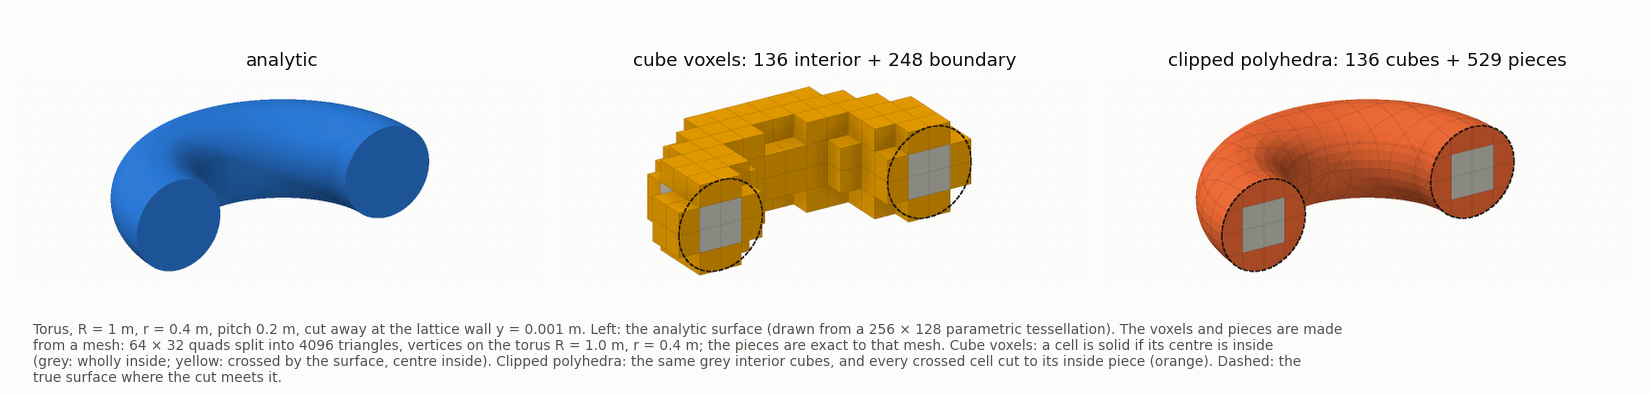 analytic
cube voxels: 136 interior + 248 boundary
clipped polyhedra: 136 cubes + 529 pieces
Torus, R = 1 m, r = 0.4 m, pitch 0.2 m, cut away at the lattice wall y = 0.001 m. Left: the analytic surface (drawn from a 256 × 128 parametric tessellation). The voxels and pieces are made
from a mesh: 64 × 32 quads split into 4096 triangles, vertices on the torus R = 1.0 m, r = 0.4 m; the pieces are exact to that mesh. Cube voxels: a cell is solid if its centre is inside
(grey: wholly inside; yellow: crossed by the surface, centre inside). Clipped polyhedra: the same grey interior cubes, and every crossed cell cut to its inside piece (orange). Dashed: the
true surface where the cut meets it.